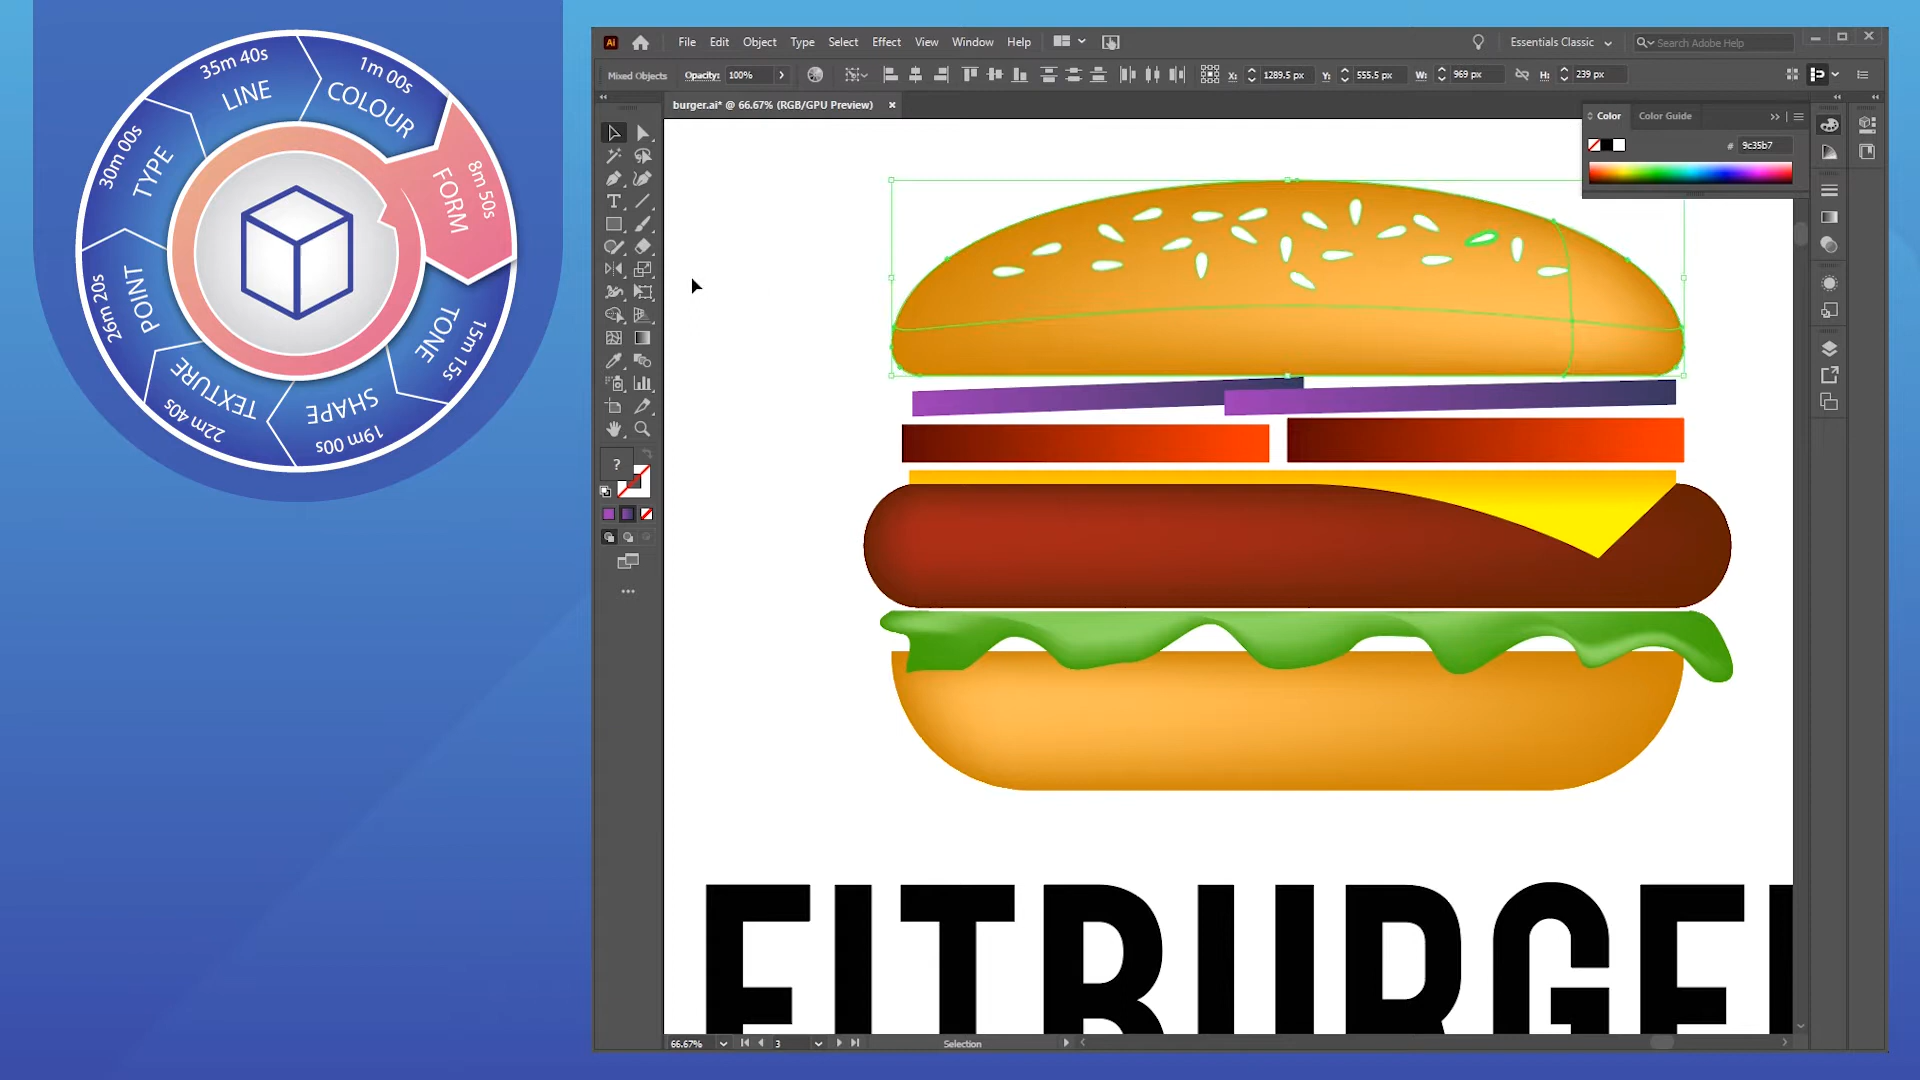 1m 00s
COLOUR
8m 50s
FORM
15m 15s
TONE
19m 00s
SHAPE
22m 40s
TEXTURE
26m 20s
POINT
30m 00s
TYPE
35m 40s
LINE
Ai
File Edit Object Type Select Effect View Window Help
Essentials Classic
Search Adobe Help
Mixed Objects
Opacity: 100%
X: 1289.5 px
Y: 555.5 px
W: 969 px
H: 239 px
burger.ai* @ 66.67% (RGB/GPU Preview)
Color
Color Guide
# 9c35b7
?
FITBURGER
66.67%
3
Selection